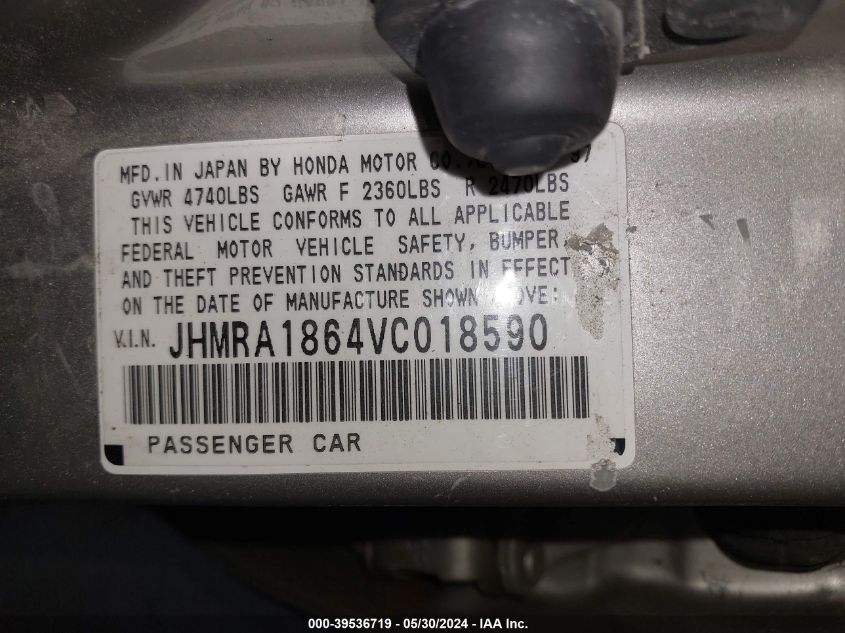 MFD.IN JAPAN BY HONDA MOTOR CO. 97
GVWR 4740LBS GAWR F 2360LBS R 2470LBS
THIS VEHICLE CONFORMS TO ALL APPLICABLE
FEDERAL MOTOR VEHICLE SAFETY, BUMPER,
AND THEFT PREVENTION STANDARDS IN EFFECT
ON THE DATE OF MANUFACTURE SHOWN
V.I.N. JHMRA1864VC018590
PASSENGER CAR
000-39536719 — 05/30/2024 — IAA Inc.